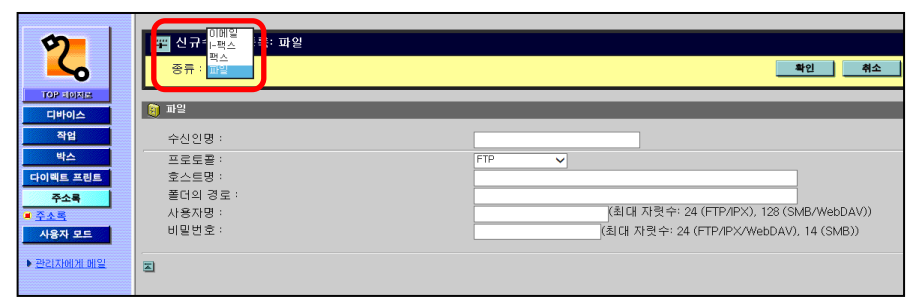 TOP 페이지로
디바이스
작업
박스
다이렉트 프린트
주소록
주소록
사용자 모드
관리자에게 메일
신규
록: 파일
종류 :
이메일
I-팩스
팩스
파일
확인
취소
파일
수신인명 :
프로토콜 :
FTP
호스트명 :
폴더의 경로 :
사용자명 :
(최대 자릿수: 24 (FTP/IPX), 128 (SMB/WebDAV))
비밀번호 :
(최대 자릿수: 24 (FTP/IPX/WebDAV), 14 (SMB))